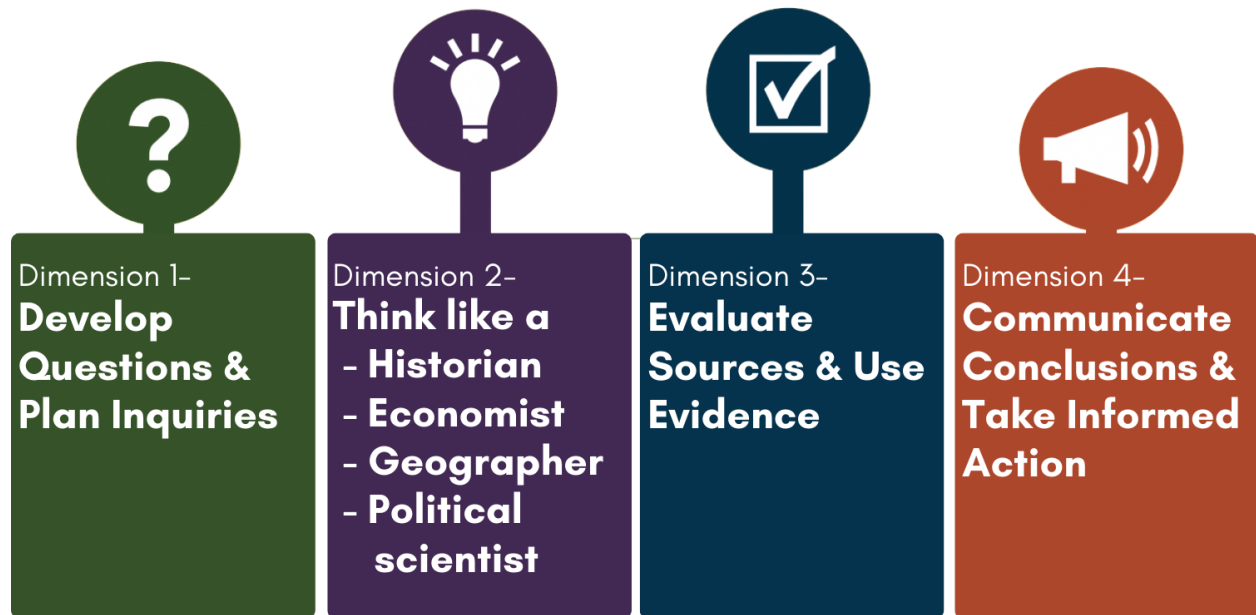 Dimension 1-
Develop
Questions &
Plan Inquiries
Dimension 2-
Think like a
- Historian
- Economist
- Geographer
- Political
scientist
Dimension 3-
Evaluate
Sources & Use
Evidence
Dimension 4-
Communicate
Conclusions &
Take Informed
Action